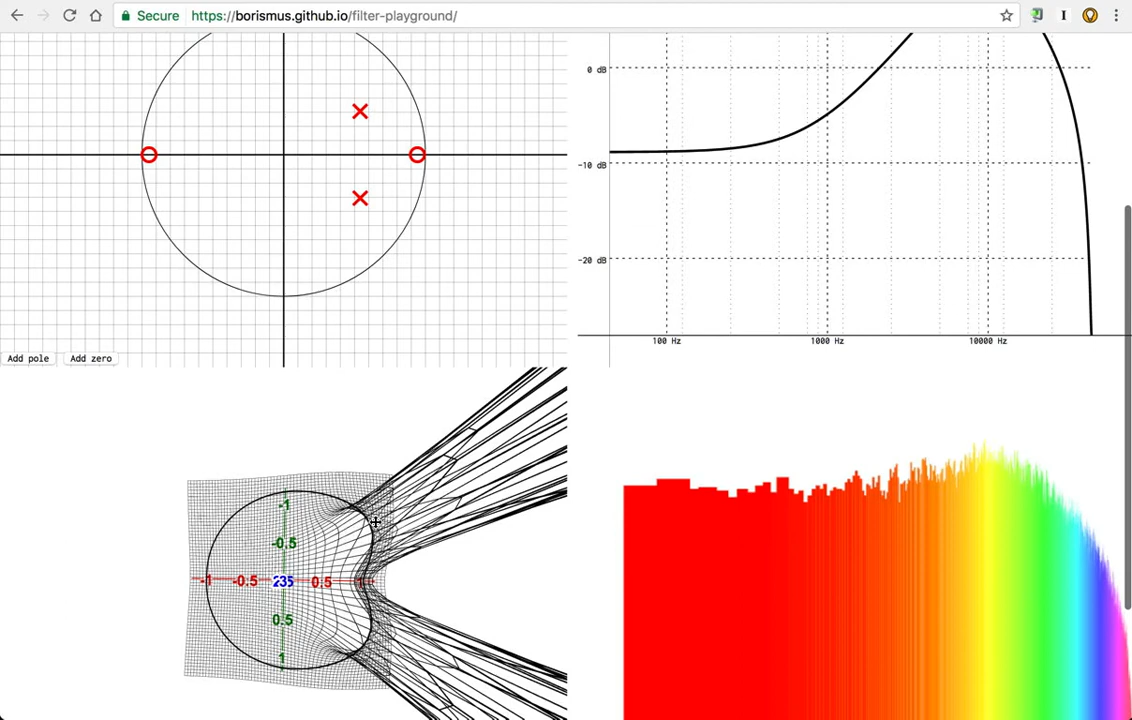 Secure https://borismus.github.io/filter-playground/
0 dB
-10 dB
-20 dB
100 Hz 1000 Hz 10000 Hz
Add pole Add zero
-1
-0.5
-1 -0.5 235 0.5 1
0.5
1